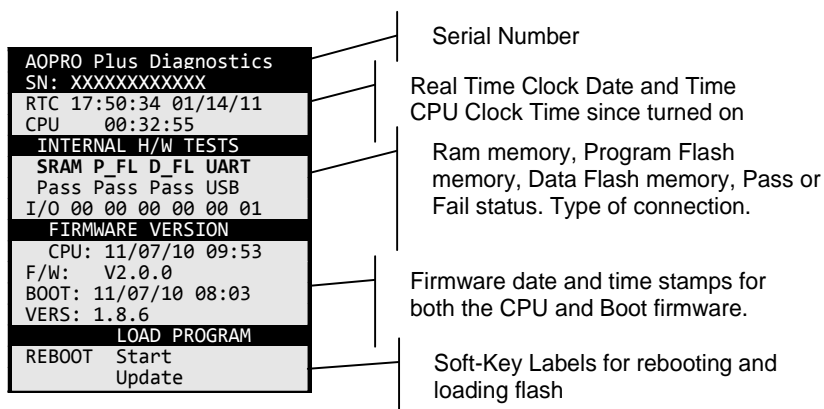 AOPRO Plus Diagnostics
SN: XXXXXXXXXXXX
RTC 17:50:34 01/14/11
CPU 00:32:55
INTERNAL H/W TESTS
SRAM P_FL D_FL UART
Pass Pass Pass USB
I/O 00 00 00 00 00 01
FIRMWARE VERSION
CPU: 11/07/10 09:53
F/W: V2.0.0
BOOT: 11/07/10 08:03
VERS: 1.8.6
LOAD PROGRAM
REBOOT Start
Update
Serial Number
Real Time Clock Date and Time
CPU Clock Time since turned on
Ram memory, Program Flash
memory, Data Flash memory, Pass or
Fail status. Type of connection.
Firmware date and time stamps for
both the CPU and Boot firmware.
Soft-Key Labels for rebooting and
loading flash